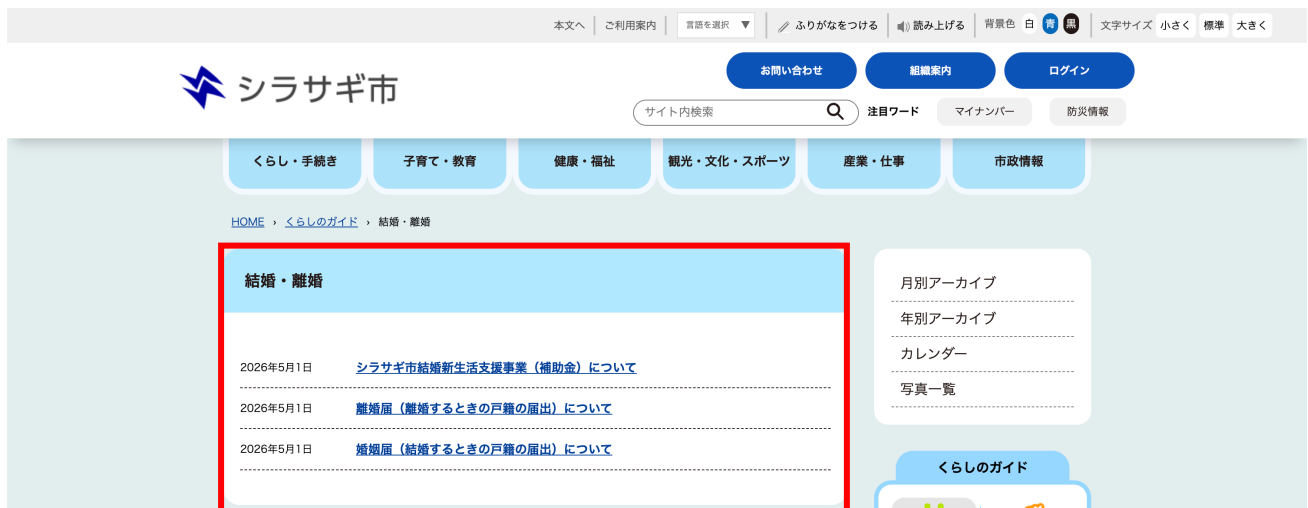 本文へ ご利用案内 言語を選択 ▼ ふりがなをつける 読み上げる 背景色 白 青 黒 文字サイズ 小さく 標準 大きく
シラサギ市
お問い合わせ 組織案内 ログイン
サイト内検索 注目ワード マイナンバー 防災情報
くらし・手続き 子育て・教育 健康・福祉 観光・文化・スポーツ 産業・仕事 市政情報
HOME › くらしのガイド › 結婚・離婚
結婚・離婚
2026年5月1日 シラサギ市結婚新生活支援事業（補助金）について
2026年5月1日 離婚届（離婚するときの戸籍の届出）について
2026年5月1日 婚姻届（結婚するときの戸籍の届出）について
月別アーカイブ
年別アーカイブ
カレンダー
写真一覧
くらしのガイド